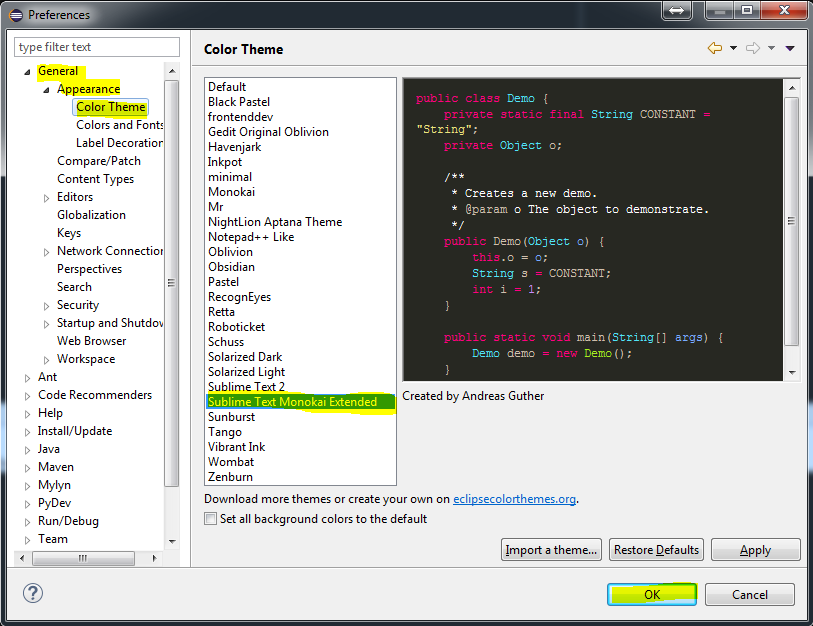 Preferences
type filter text
General
Appearance
Color Theme
Colors and Fonts
Label Decoration
Compare/Patch
Content Types
Editors
Globalization
Keys
Network Connection
Perspectives
Search
Security
Startup and Shutdow
Web Browser
Workspace
Ant
Code Recommenders
Help
Install/Update
Java
Maven
Mylyn
PyDev
Run/Debug
Team
Color Theme
Default
Black Pastel
frontenddev
Gedit Original Oblivion
Havenjark
Inkpot
minimal
Monokai
Mr
NightLion Aptana Theme
Notepad++ Like
Oblivion
Obsidian
Pastel
RecognEyes
Retta
Roboticket
Schuss
Solarized Dark
Solarized Light
Sublime Text 2
Sublime Text Monokai Extended
Sunburst
Tango
Vibrant Ink
Wombat
Zenburn
public class Demo {
private static final String CONSTANT =
"String";
private Object o;
/**
* Creates a new demo.
* @param o The object to demonstrate.
*/
public Demo(Object o) {
this.o = o;
String s = CONSTANT;
int i = 1;
}
public static void main(String[] args) {
Demo demo = new Demo();
}
Created by Andreas Guther
Download more themes or create your own on eclipsecolorthemes.org.
Set all background colors to the default
Import a theme...
Restore Defaults
Apply
?
OK
Cancel